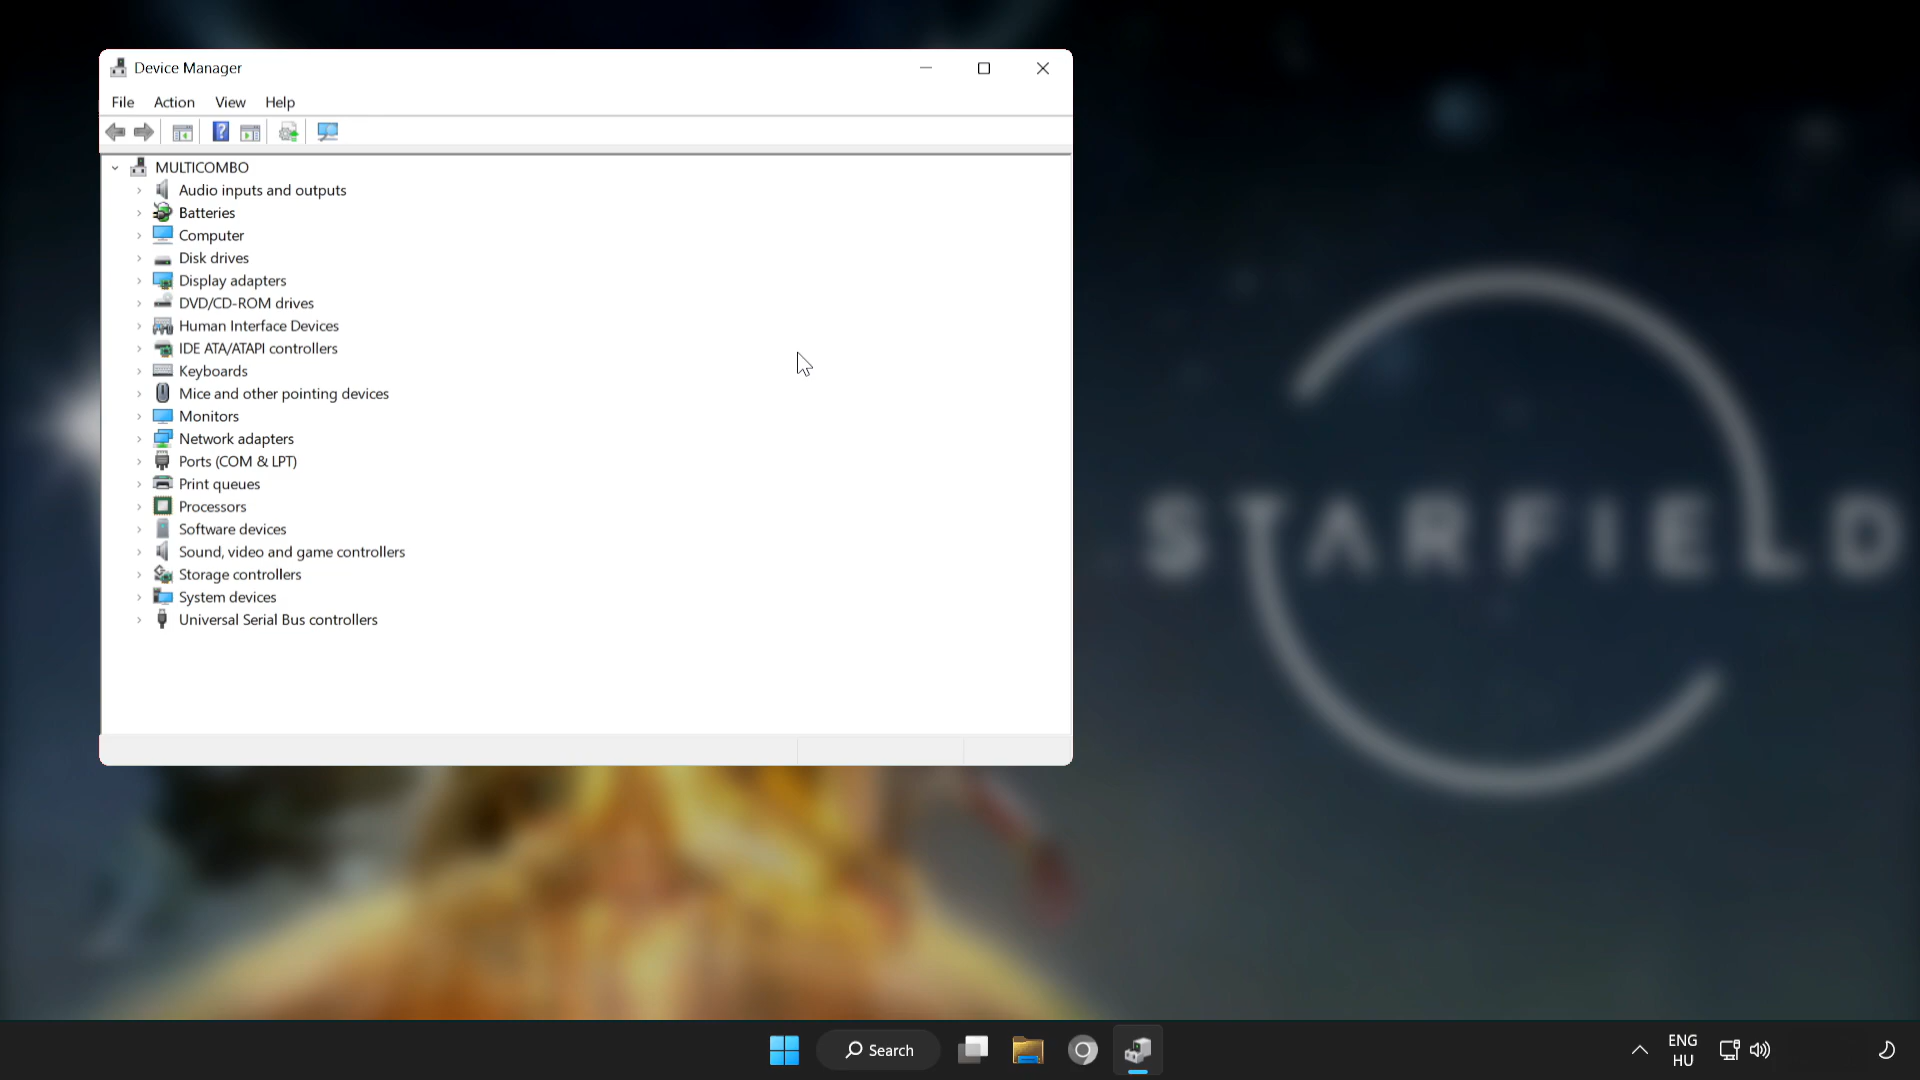 Device Manager
File Action View Help
MULTICOMBO
Audio inputs and outputs
Batteries
Computer
Disk drives
Display adapters
DVD/CD-ROM drives
Human Interface Devices
IDE ATA/ATAPI controllers
Keyboards
Mice and other pointing devices
Monitors
Network adapters
Ports (COM & LPT)
Print queues
Processors
Software devices
Sound, video and game controllers
Storage controllers
System devices
Universal Serial Bus controllers
STARFIELD
Search
ENG
HU